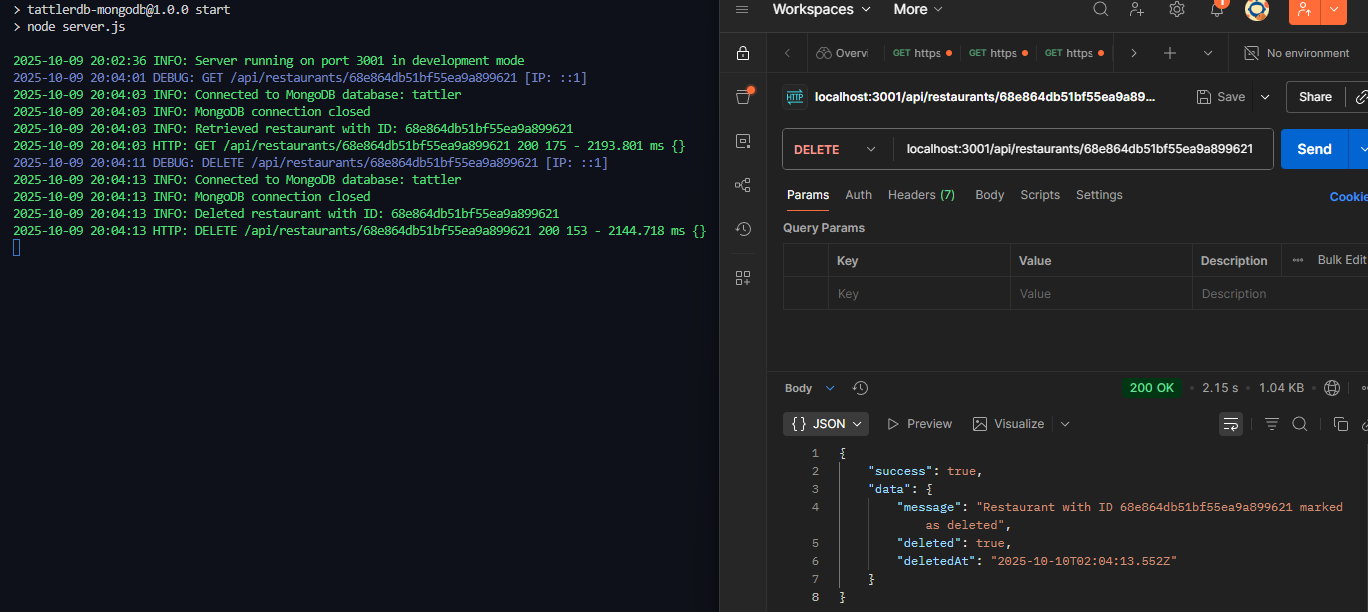 > tattlerdb-mongodb@1.0.0 start
> node server.js
2025-10-09 20:02:36 INFO: Server running on port 3001 in development mode
2025-10-09 20:04:01 DEBUG: GET /api/restaurants/68e864db51bf55ea9a899621 [IP: ::1]
2025-10-09 20:04:03 INFO: Connected to MongoDB database: tattler
2025-10-09 20:04:03 INFO: MongoDB connection closed
2025-10-09 20:04:03 INFO: Retrieved restaurant with ID: 68e864db51bf55ea9a899621
2025-10-09 20:04:03 HTTP: GET /api/restaurants/68e864db51bf55ea9a899621 200 175 - 2193.801 ms {}
2025-10-09 20:04:11 DEBUG: DELETE /api/restaurants/68e864db51bf55ea9a899621 [IP: ::1]
2025-10-09 20:04:13 INFO: Connected to MongoDB database: tattler
2025-10-09 20:04:13 INFO: MongoDB connection closed
2025-10-09 20:04:13 INFO: Deleted restaurant with ID: 68e864db51bf55ea9a899621
2025-10-09 20:04:13 HTTP: DELETE /api/restaurants/68e864db51bf55ea9a899621 200 153 - 2144.718 ms {}
Workspaces More 1
Overvi GET https GET https GET https No environment
HTTP localhost:3001/api/restaurants/68e864db51bf55ea9a89... Save Share
DELETE localhost:3001/api/restaurants/68e864db51bf55ea9a899621 Send
Params Auth Headers (7) Body Scripts Settings Cookie
Query Params
Key Value Description Bulk Edit
Key Value Description
Body 200 OK 2.15 s 1.04 KB
{} JSON Preview Visualize
1 {
2 "success": true,
3 "data": {
4 "message": "Restaurant with ID 68e864db51bf55ea9a899621 marked
as deleted",
5 "deleted": true,
6 "deletedAt": "2025-10-10T02:04:13.552Z"
7 }
8 }